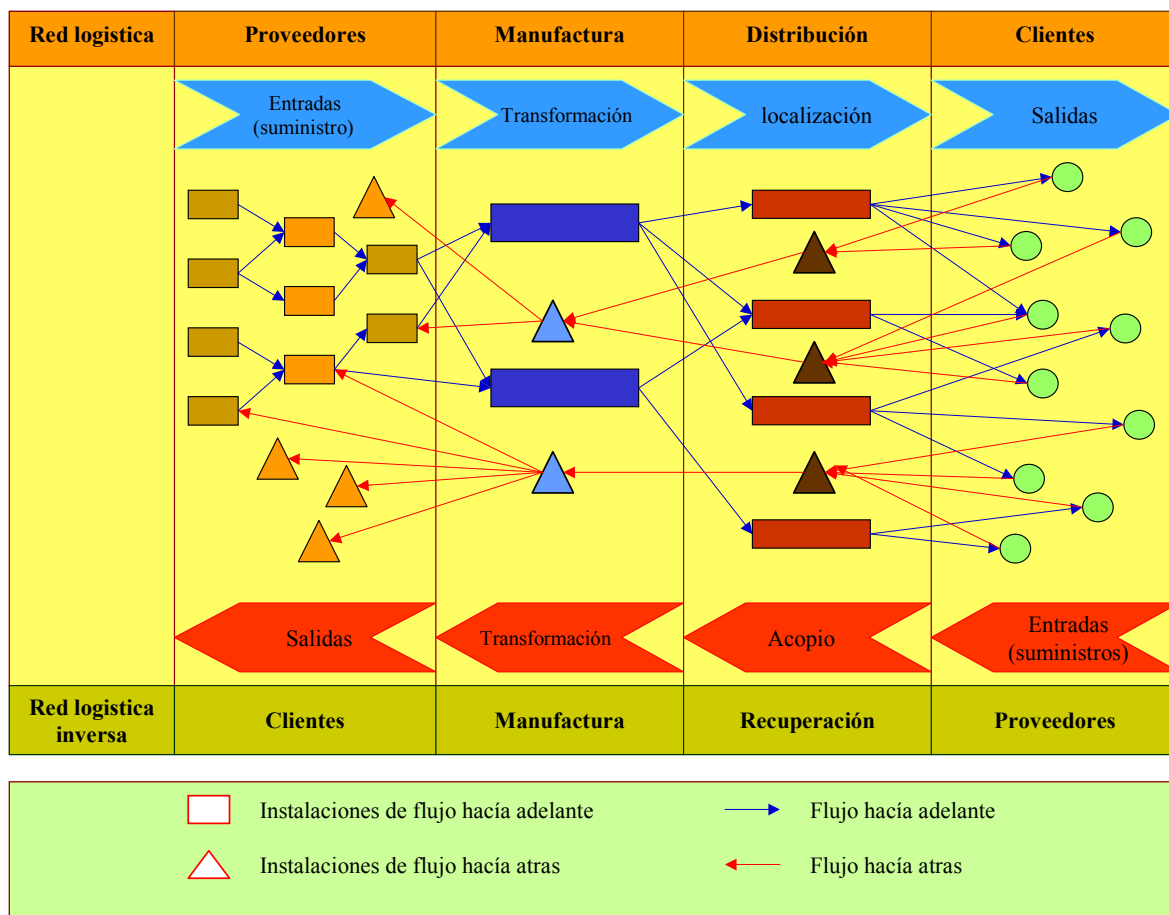 Red logistica
Proveedores
Manufactura
Distribución
Clientes
Entradas
(suministro)
Transformación
localización
Salidas
Salidas
Transformación
Acopio
Entradas
(suministros)
Red logistica
inversa
Clientes
Manufactura
Recuperación
Proveedores
Instalaciones de flujo hacía adelante
Flujo hacía adelante
Instalaciones de flujo hacía atras
Flujo hacía atras